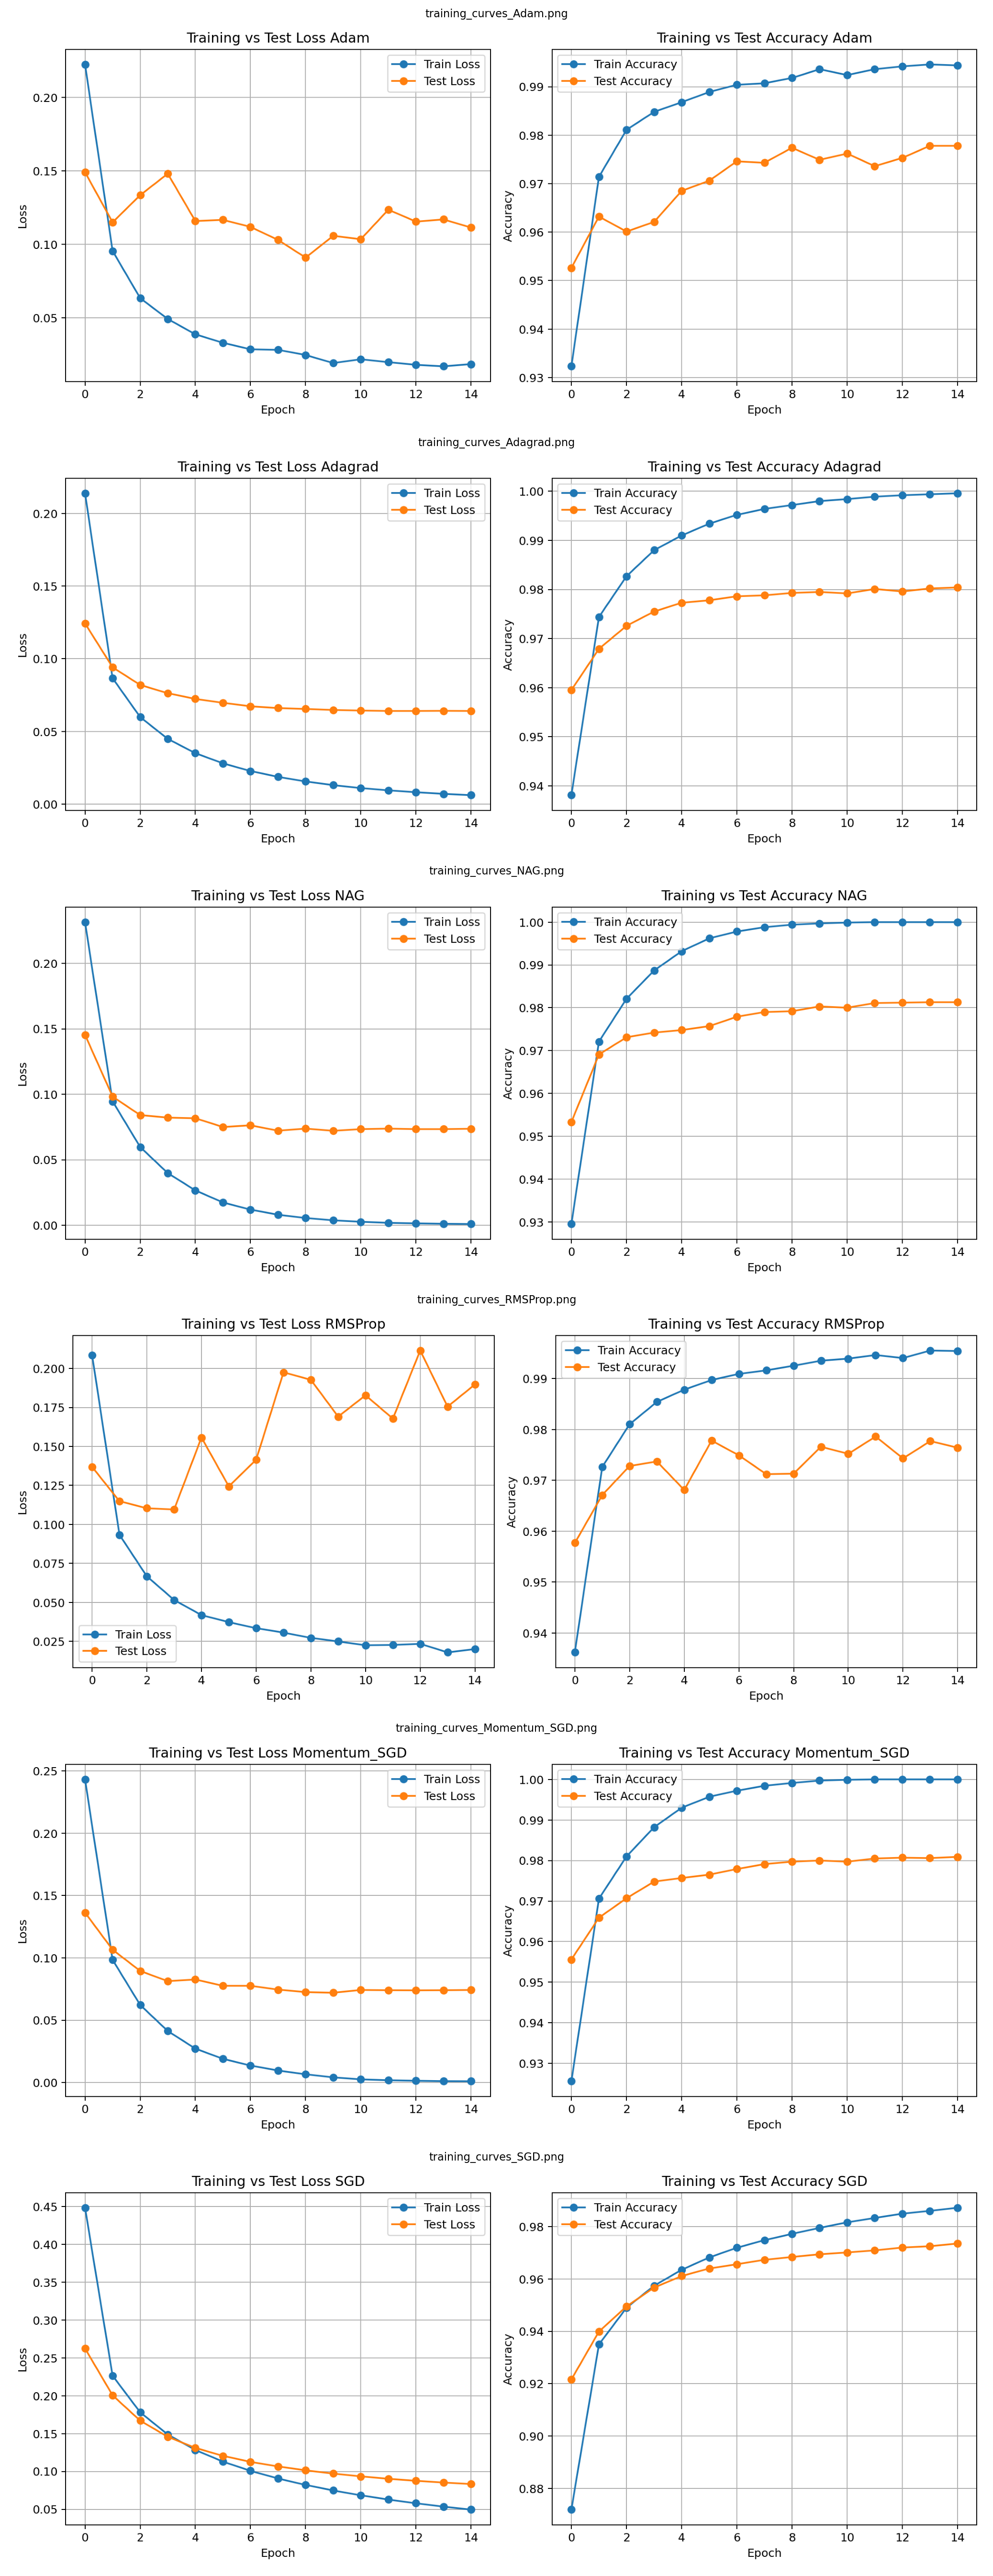 training_curves_Adam.png
Training vs Test Loss Adam
Train Loss
Test Loss
0.20
0.15
0.10
0.05
Loss
0 2 4 6 8 10 12 14
Epoch
Training vs Test Accuracy Adam
Train Accuracy
Test Accuracy
0.99
0.98
0.97
0.96
0.95
0.94
0.93
Accuracy
0 2 4 6 8 10 12 14
Epoch
training_curves_Adagrad.png
Training vs Test Loss Adagrad
Train Loss
Test Loss
0.20
0.15
0.10
0.05
0.00
Loss
0 2 4 6 8 10 12 14
Epoch
Training vs Test Accuracy Adagrad
Train Accuracy
Test Accuracy
1.00
0.99
0.98
0.97
0.96
0.95
0.94
Accuracy
0 2 4 6 8 10 12 14
Epoch
training_curves_NAG.png
Training vs Test Loss NAG
Train Loss
Test Loss
0.20
0.15
0.10
0.05
0.00
Loss
0 2 4 6 8 10 12 14
Epoch
Training vs Test Accuracy NAG
Train Accuracy
Test Accuracy
1.00
0.99
0.98
0.97
0.96
0.95
0.94
0.93
Accuracy
0 2 4 6 8 10 12 14
Epoch
training_curves_RMSProp.png
Training vs Test Loss RMSProp
0.200
0.175
0.150
0.125
0.100
0.075
0.050
0.025
Loss
Train Loss
Test Loss
0 2 4 6 8 10 12 14
Epoch
Training vs Test Accuracy RMSProp
Train Accuracy
Test Accuracy
0.99
0.98
0.97
0.96
0.95
0.94
Accuracy
0 2 4 6 8 10 12 14
Epoch
training_curves_Momentum_SGD.png
Training vs Test Loss Momentum_SGD
Train Loss
Test Loss
0.25
0.20
0.15
0.10
0.05
0.00
Loss
0 2 4 6 8 10 12 14
Epoch
Training vs Test Accuracy Momentum_SGD
Train Accuracy
Test Accuracy
1.00
0.99
0.98
0.97
0.96
0.95
0.94
0.93
Accuracy
0 2 4 6 8 10 12 14
Epoch
training_curves_SGD.png
Training vs Test Loss SGD
Train Loss
Test Loss
0.45
0.40
0.35
0.30
0.25
0.20
0.15
0.10
0.05
Loss
0 2 4 6 8 10 12 14
Epoch
Training vs Test Accuracy SGD
Train Accuracy
Test Accuracy
0.98
0.96
0.94
0.92
0.90
0.88
Accuracy
0 2 4 6 8 10 12 14
Epoch